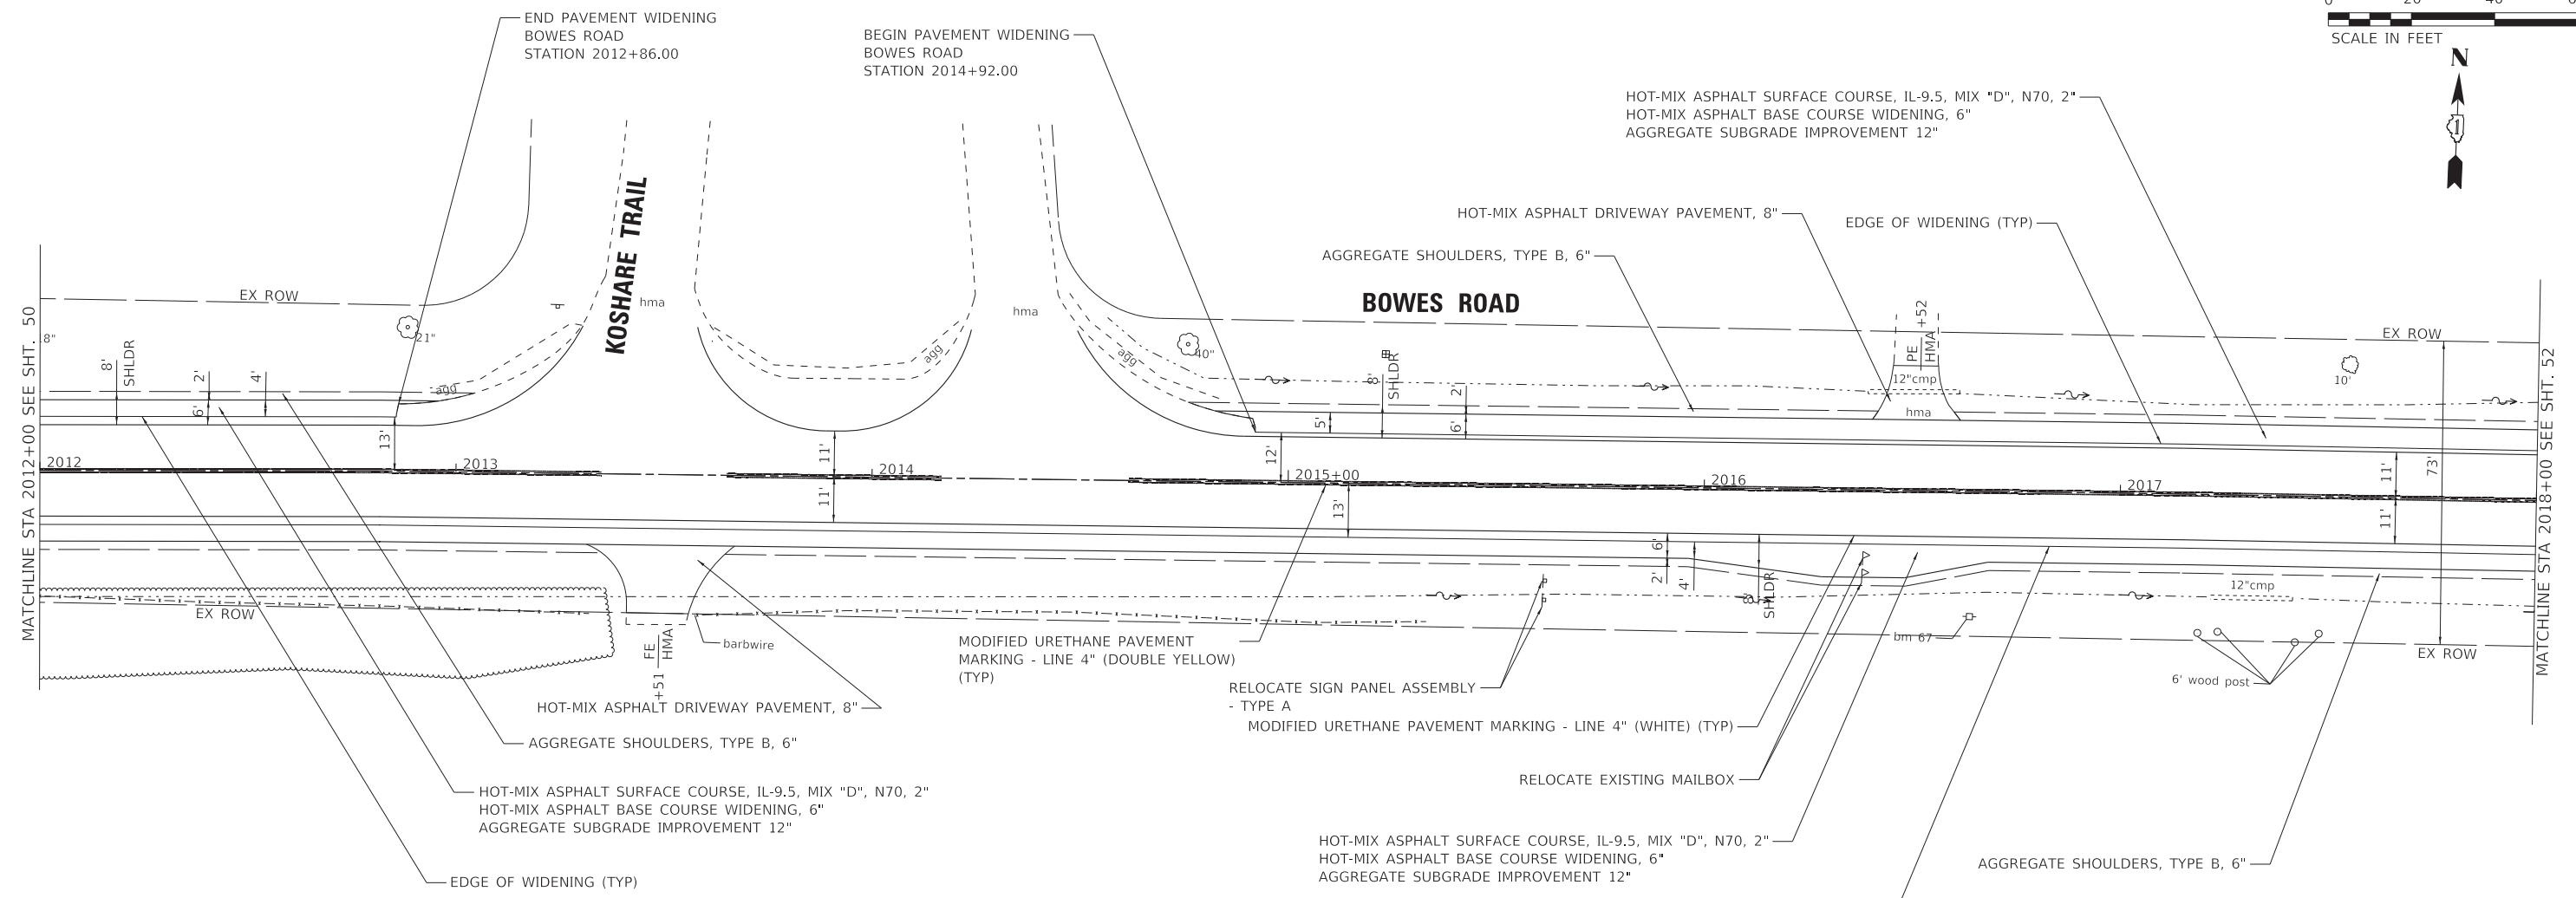 END PAVEMENT WIDENING
BOWES ROAD
STATION 2012+86.00
BEGIN PAVEMENT WIDENING
BOWES ROAD
STATION 2014+92.00
SCALE IN FEET
N
HOT-MIX ASPHALT SURFACE COURSE, IL-9.5, MIX "D", N70, 2"
HOT-MIX ASPHALT BASE COURSE WIDENING, 6"
AGGREGATE SUBGRADE IMPROVEMENT 12"
HOT-MIX ASPHALT DRIVEWAY PAVEMENT, 8"
EDGE OF WIDENING (TYP)
AGGREGATE SHOULDERS, TYPE B, 6"
KOSHARE TRAIL
BOWES ROAD
MATCHLINE STA 2012+00 SEE SHT. 50
EX ROW
8"
21"
hma
hma
40"
agg
agg
agg
8'
SHLDR
2'
6'
4'
13'
11'
11'
12'
13'
5'
8'
SHLDR
2'
6'
PE
HMA +52
12"cmp
hma
10'
EX ROW
73'
11'
11'
MATCHLINE STA 2018+00 SEE SHT. 52
2012
2013
2014
2015+00
2016
2017
EX ROW
FE
HMA
+51
barbwire
6'
2'
4'
8'
SHLDR
12"cmp
bm 67
6' wood post
EX ROW
MODIFIED URETHANE PAVEMENT
MARKING - LINE 4" (DOUBLE YELLOW)
(TYP)
RELOCATE SIGN PANEL ASSEMBLY
- TYPE A
MODIFIED URETHANE PAVEMENT MARKING - LINE 4" (WHITE) (TYP)
RELOCATE EXISTING MAILBOX
HOT-MIX ASPHALT DRIVEWAY PAVEMENT, 8"
AGGREGATE SHOULDERS, TYPE B, 6"
HOT-MIX ASPHALT SURFACE COURSE, IL-9.5, MIX "D", N70, 2"
HOT-MIX ASPHALT BASE COURSE WIDENING, 6"
AGGREGATE SUBGRADE IMPROVEMENT 12"
EDGE OF WIDENING (TYP)
HOT-MIX ASPHALT SURFACE COURSE, IL-9.5, MIX "D", N70, 2"
HOT-MIX ASPHALT BASE COURSE WIDENING, 6"
AGGREGATE SUBGRADE IMPROVEMENT 12"
AGGREGATE SHOULDERS, TYPE B, 6"